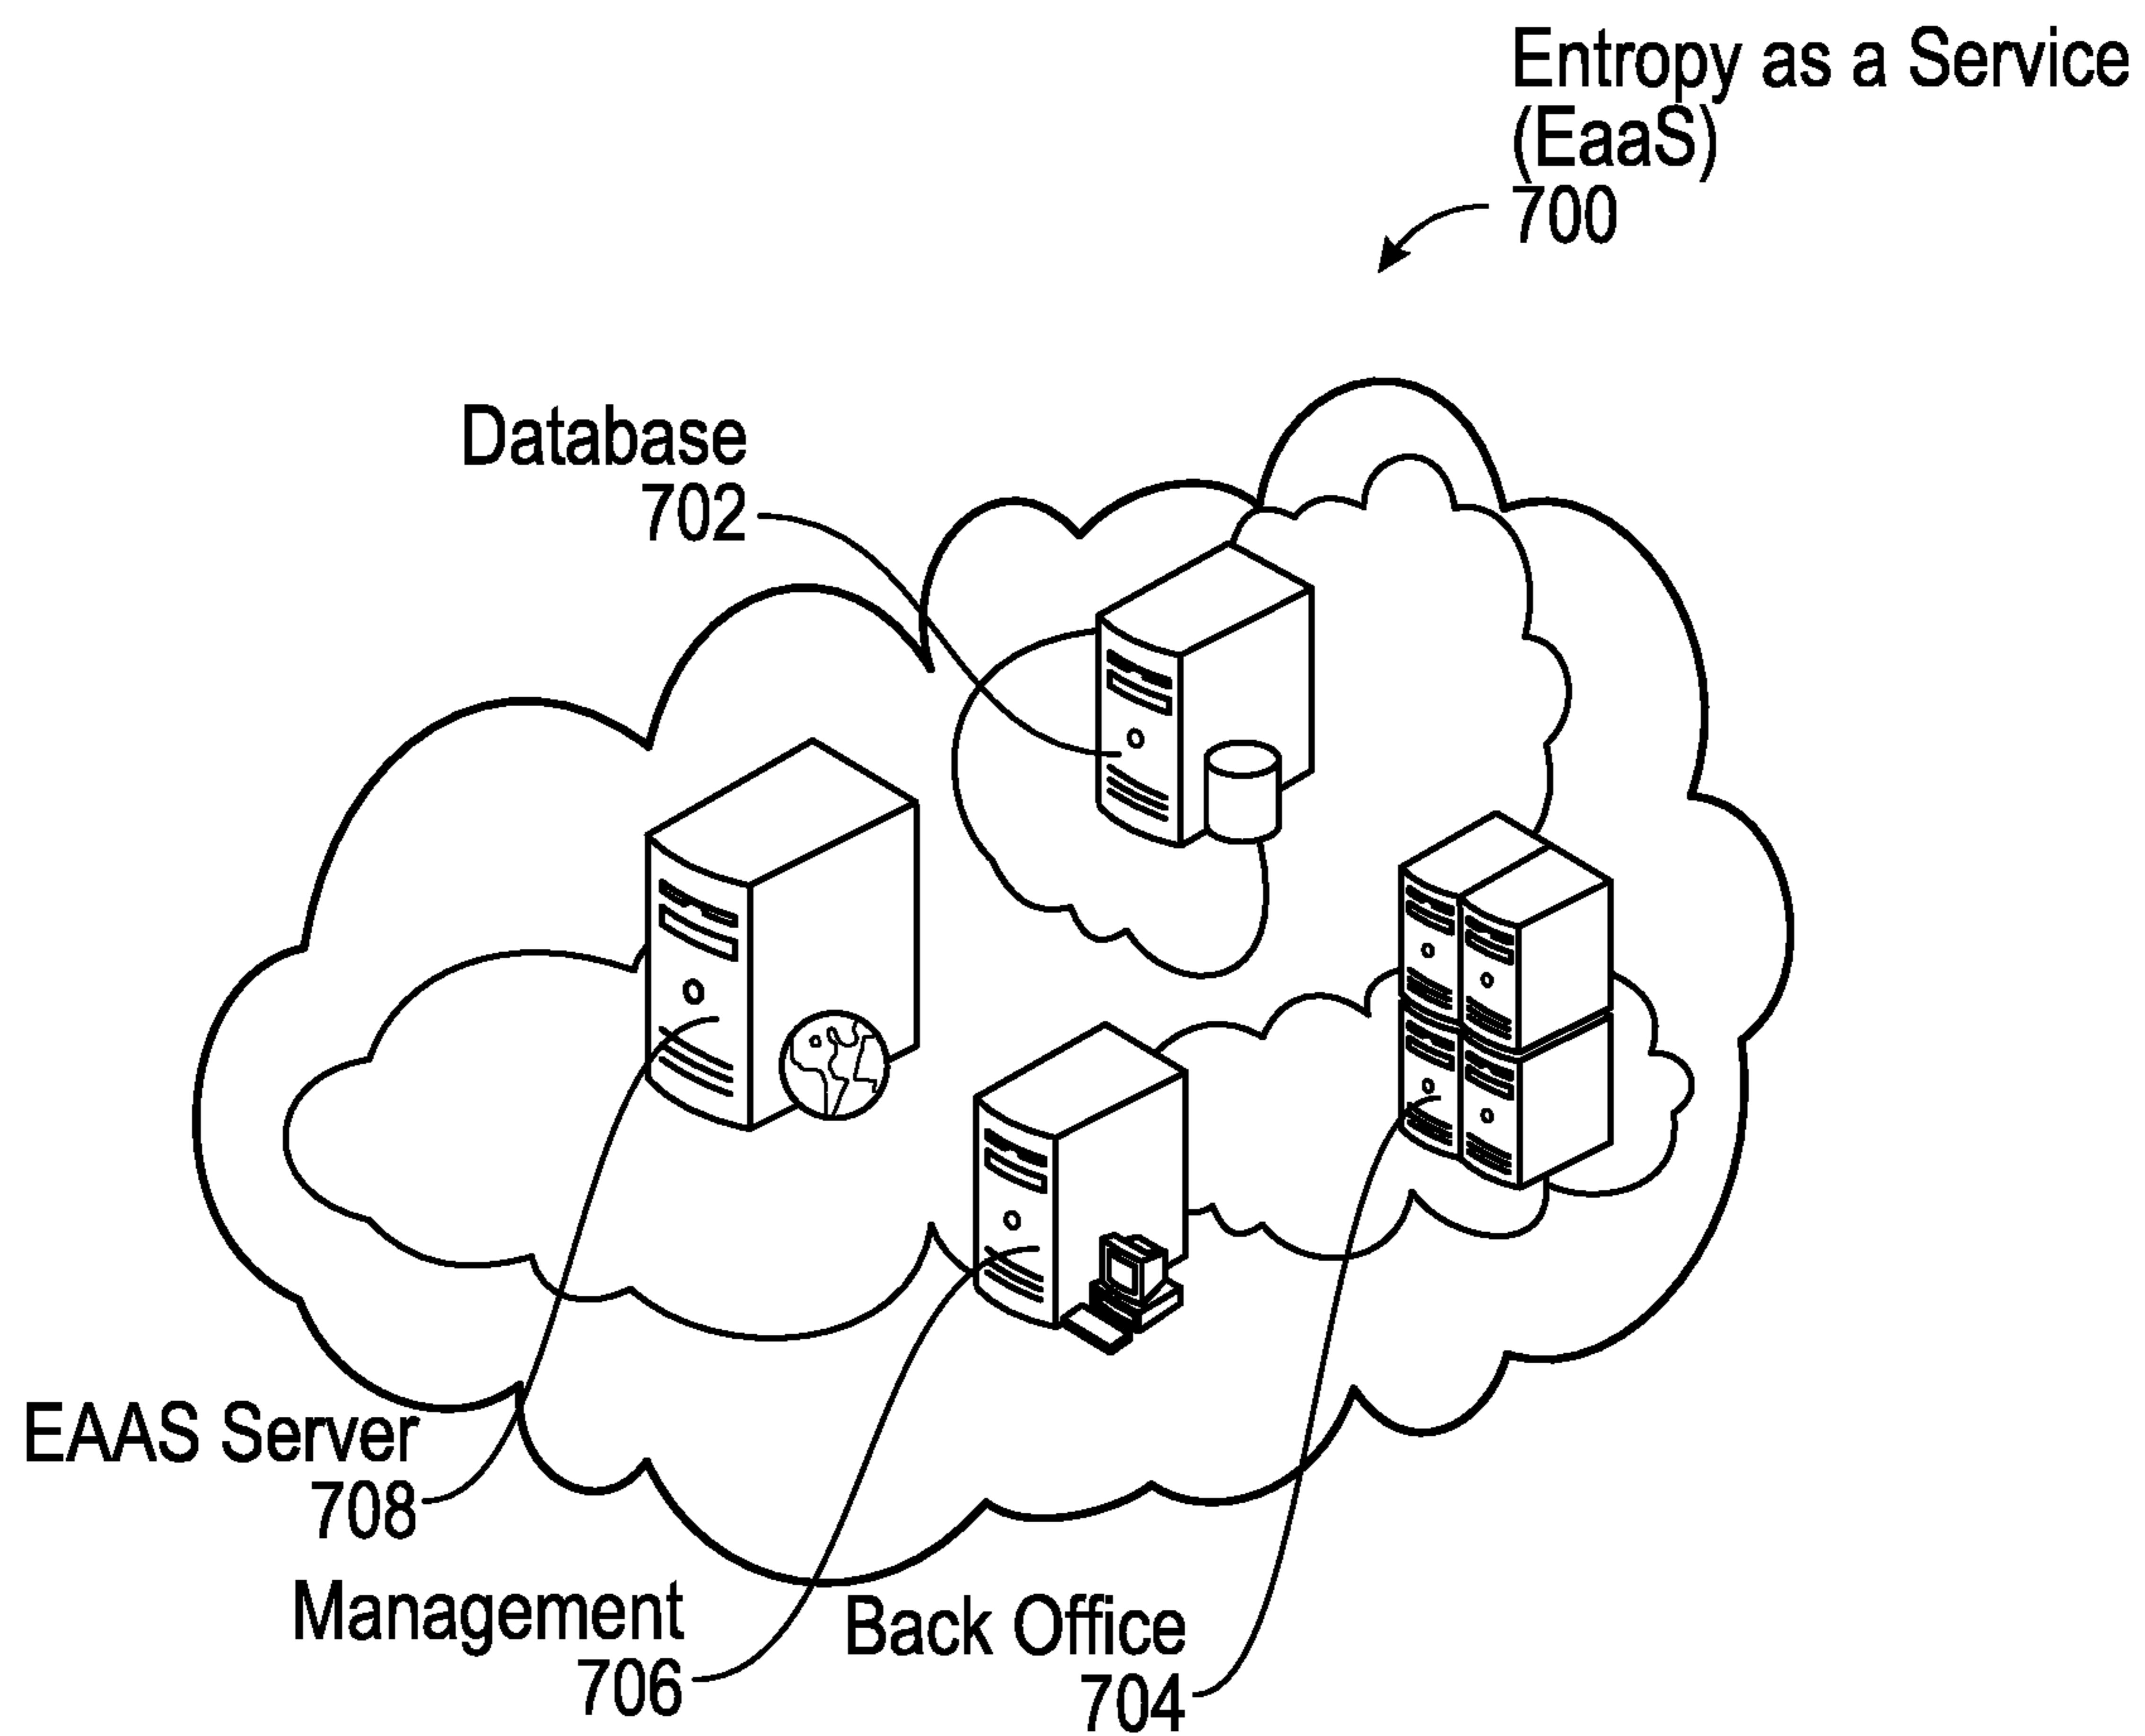 Entropy as a Service
(EaaS)
700
Database
702
EAAS Server
708
Management
706
Back Office
704